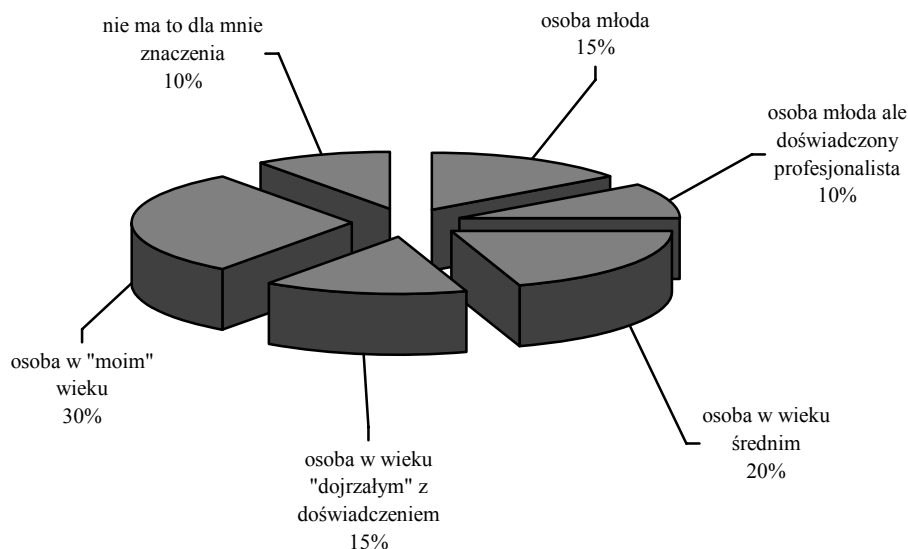 nie ma to dla mnie
znaczenia
10%
osoba młoda
15%
osoba młoda ale
doświadczony
profesjonalista
10%
osoba w wieku
średnim
20%
osoba w wieku
"dojrzałym" z
doświadczeniem
15%
osoba w "moim"
wieku
30%